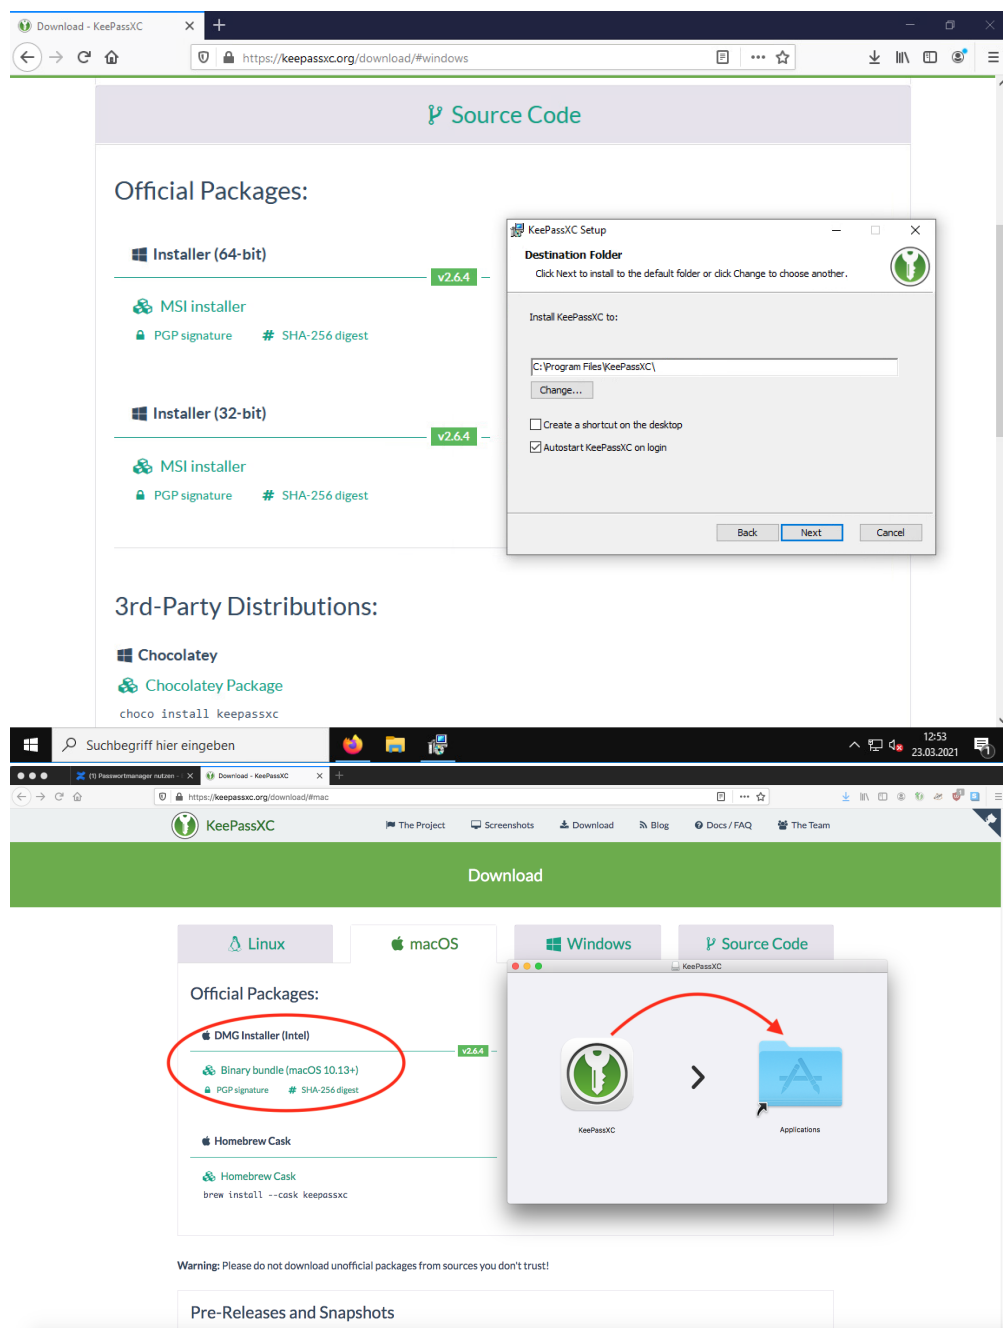 Download - KeePassXC
https://keepassxc.org/download/#windows
Source Code
Official Packages:
Installer (64-bit)
v2.6.4
MSI installer
PGP signature # SHA-256 digest
Installer (32-bit)
v2.6.4
MSI installer
PGP signature # SHA-256 digest
KeePassXC Setup
Destination Folder
Click Next to install to the default folder or click Change to choose another.
Install KeePassXC to:
C:\Program Files\KeePassXC\
Change...
Create a shortcut on the desktop
Autostart KeePassXC on login
Back Next Cancel
3rd-Party Distributions:
Chocolatey
Chocolatey Package
choco install keepassxc
Suchbegriff hier eingeben
12:53
23.03.2021
1
(1) Passwortmanager nutzen - Download - KeePassXC
https://keepassxc.org/download/#mac
KeePassXC The Project Screenshots Download Blog Docs / FAQ The Team
Download
Linux macOS Windows Source Code
Official Packages:
DMG Installer (Intel)
v2.6.4
Binary bundle (macOS 10.13+)
PGP signature # SHA-256 digest
Homebrew Cask
Homebrew Cask
brew install --cask keepassxc
KeePassXC
KeePassXC Applications
Warning: Please do not download unofficial packages from sources you don't trust!
Pre-Releases and Snapshots